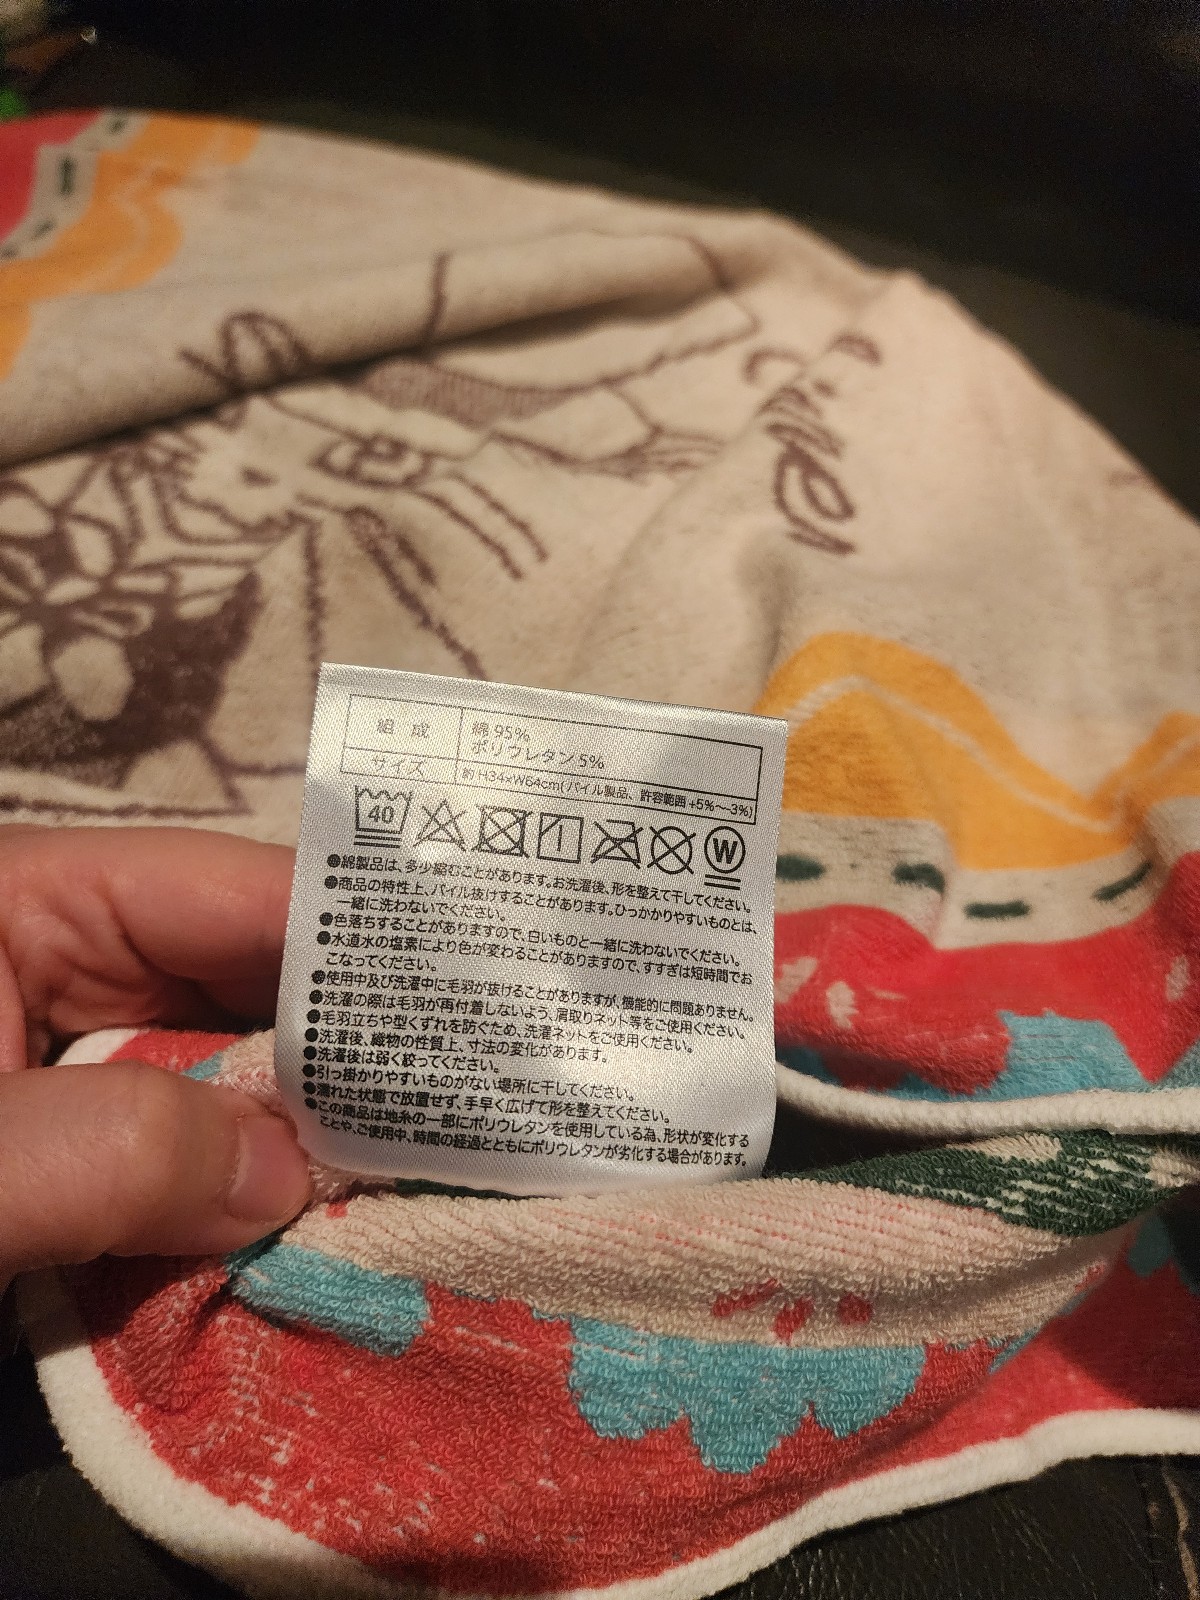 組成 綿 95%
ポリウレタン 5%
サイズ 約 H34×W64cm(パイル製品、許容範囲 +5%～-3%)
40 W
●綿製品は、多少縮むことがあります。お洗濯後、形を整えて干してください。
●商品の特性上、パイル抜けすることがあります。ひっかかりやすいものとは、
一緒に洗わないでください。
●色落ちすることがありますので、白いものと一緒に洗わないでください。
●水道水の塩素により色が変わることがありますので、すすぎは短時間でお
こなってください。
●使用中及び洗濯中に毛羽が抜けることがありますが、機能的に問題ありません。
●洗濯の際は毛羽が再付着しないよう、屑取りネット等をご使用ください。
●毛羽立ちや型くずれを防ぐため、洗濯ネットをご使用ください。
●洗濯後、織物の性質上、寸法の変化があります。
●洗濯後は弱く絞ってください。
●引っ掛かりやすいものがない場所に干してください。
●濡れた状態で放置せず、手早く広げて形を整えてください。
●この商品は地糸の一部にポリウレタンを使用している為、形状が変化する
ことや、ご使用中、時間の経過とともにポリウレタンが劣化する場合があります。